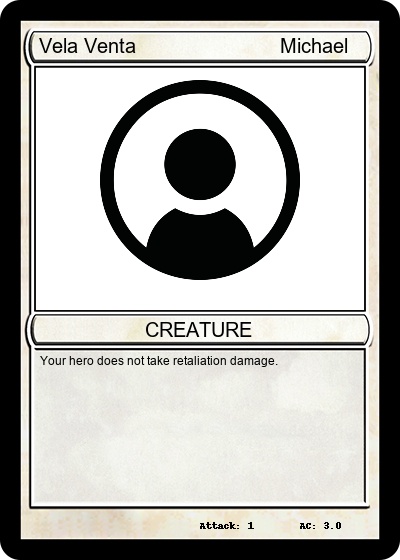 Vela Venta Michael
CREATURE
Your hero does not take retaliation damage.
Attack: 1 AC: 3.0